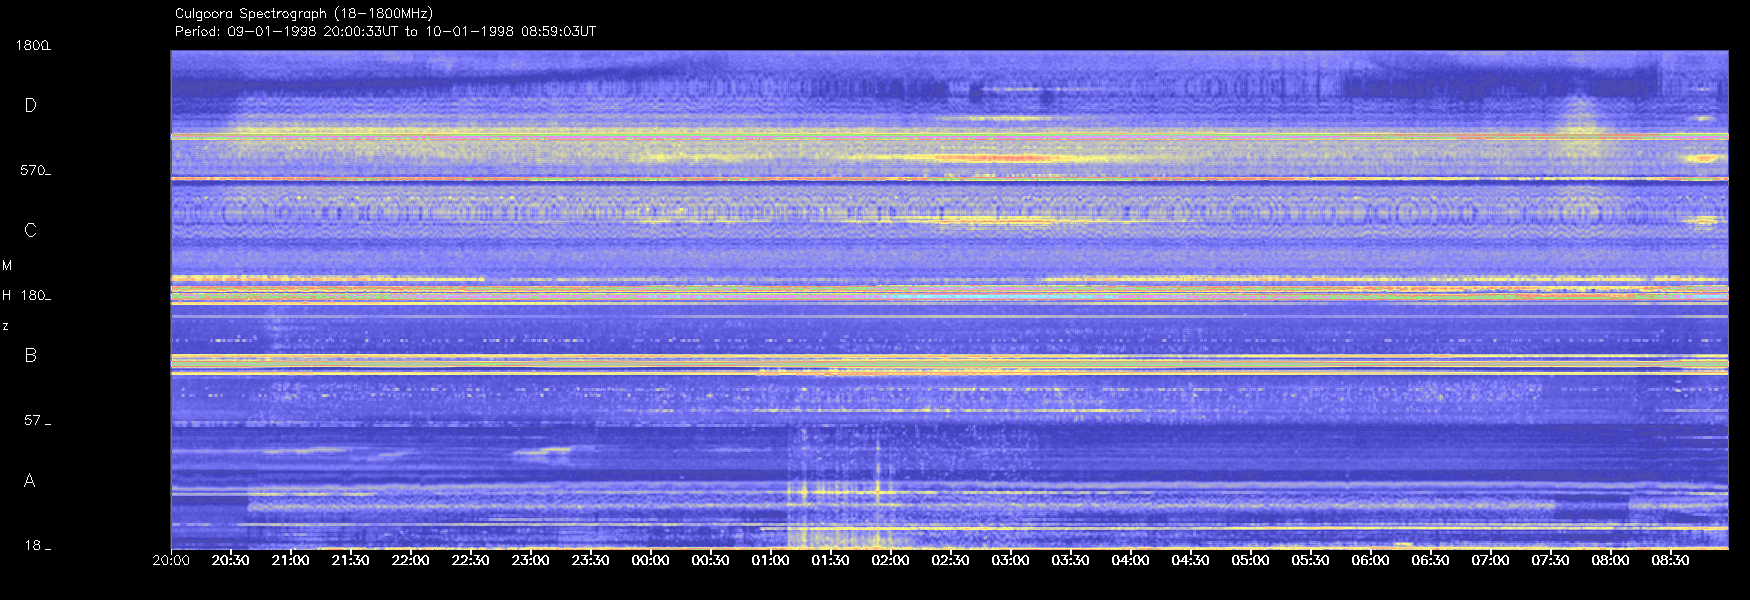 Culgoora Spectrograph (18-1800MHz)
Period: 09-01-1998 20:00:33UT to 10-01-1998 08:59:03UT
1800
D
570
C
M
H 180
z
B
57
A
18
20:00 20:30 21:00 21:30 22:00 22:30 23:00 23:30 00:00 00:30 01:00 01:30 02:00 02:30 03:00 03:30 04:00 04:30 05:00 05:30 06:00 06:30 07:00 07:30 08:00 08:30